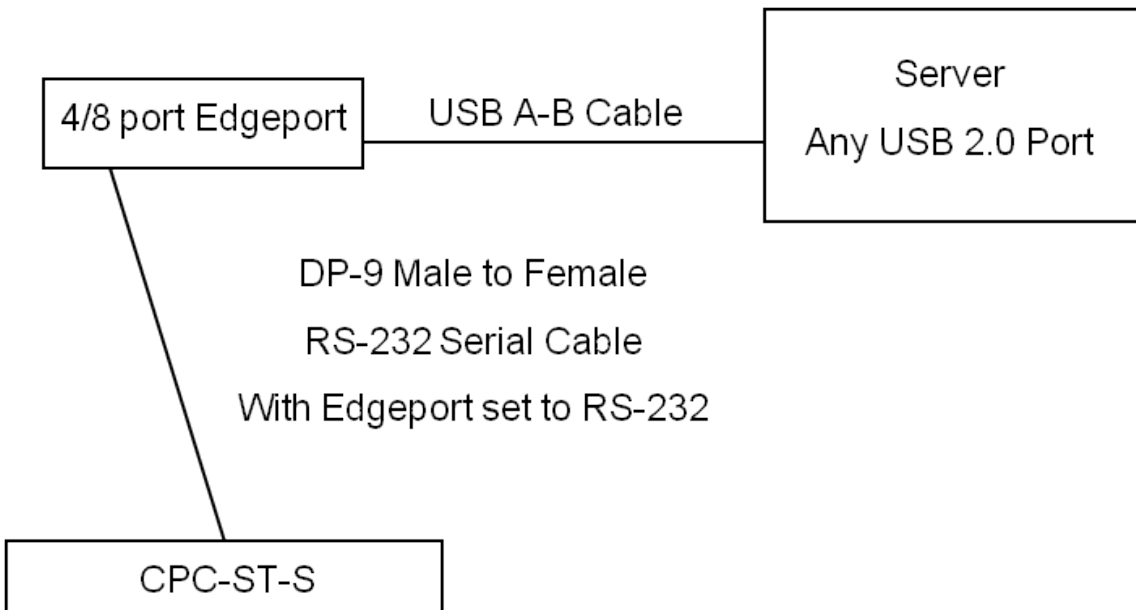 4/8 port Edgeport
USB A-B Cable
Server
Any USB 2.0 Port
DP-9 Male to Female
RS-232 Serial Cable
With Edgeport set to RS-232
CPC-ST-S